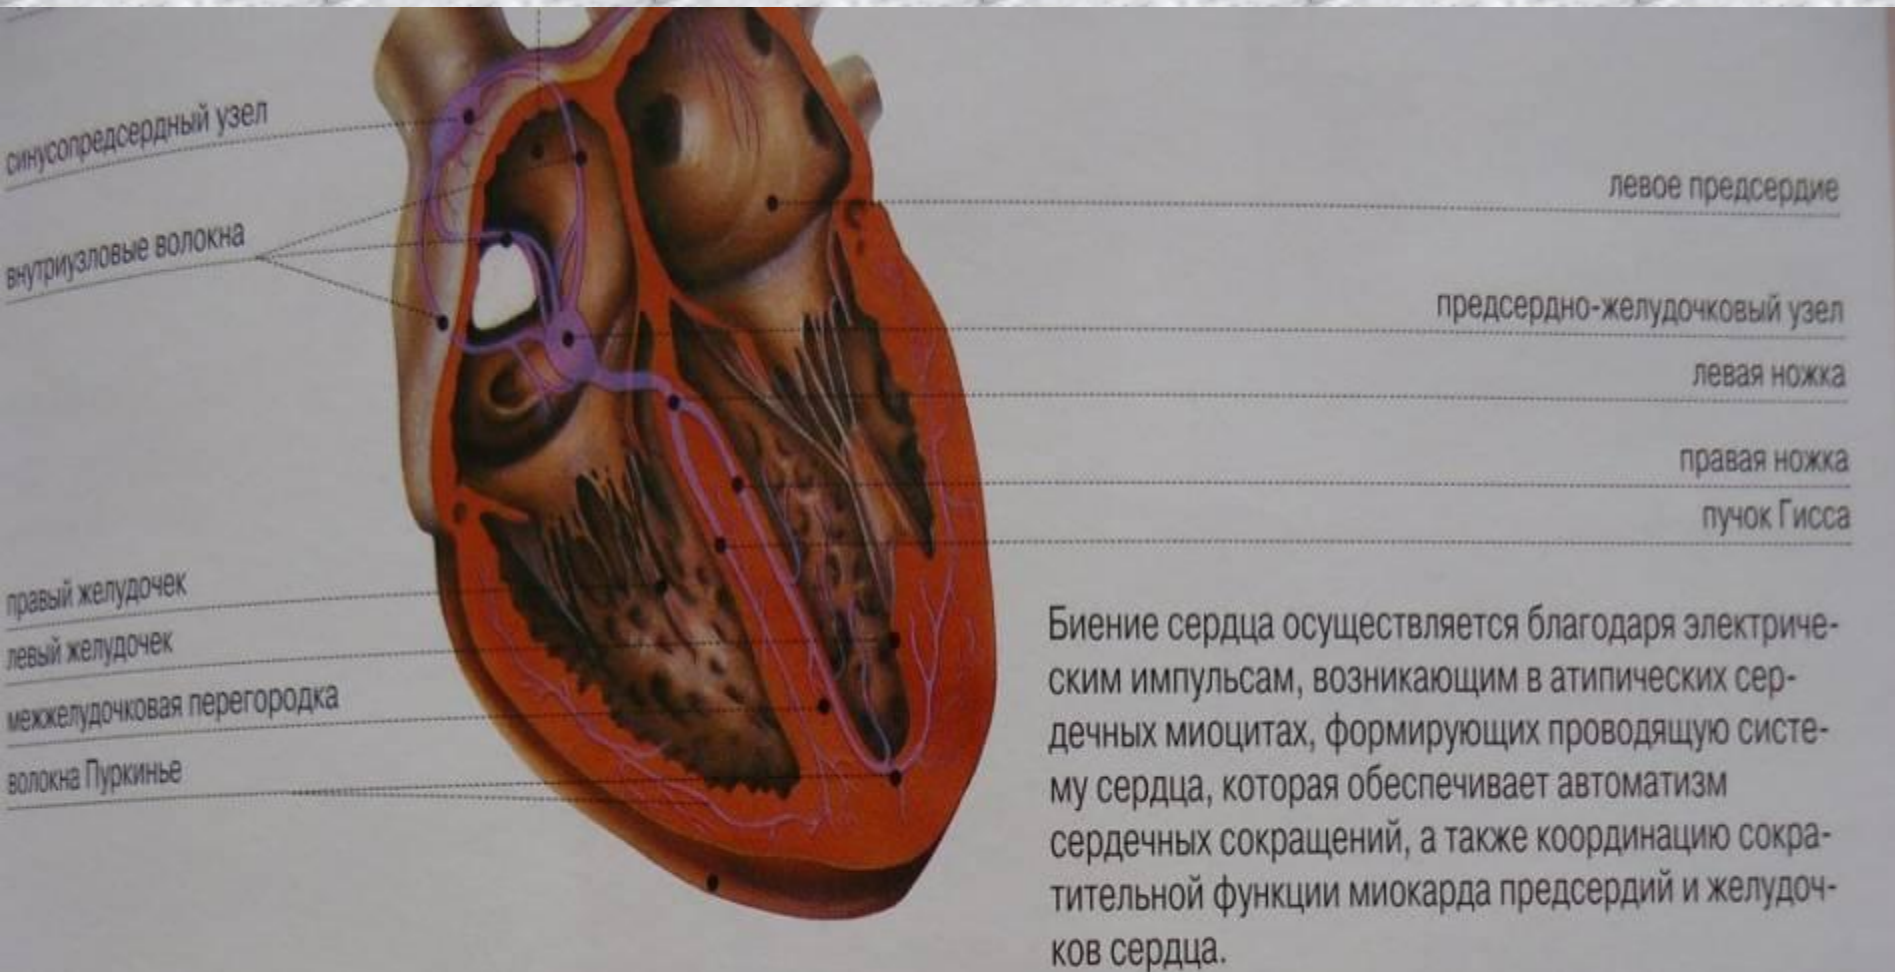 синусопредсердный узел
внутриузловые волокна
правый желудочек
левый желудочек
межжелудочковая перегородка
волокна Пуркинье
левое предсердие
предсердно-желудочковый узел
левая ножка
правая ножка
пучок Гисса
Биение сердца осуществляется благодаря электриче-
ским импульсам, возникающим в атипических сер-
дечных миоцитах, формирующих проводящую систе-
му сердца, которая обеспечивает автоматизм
сердечных сокращений, а также координацию сокра-
тительной функции миокарда предсердий и желудоч-
ков сердца.